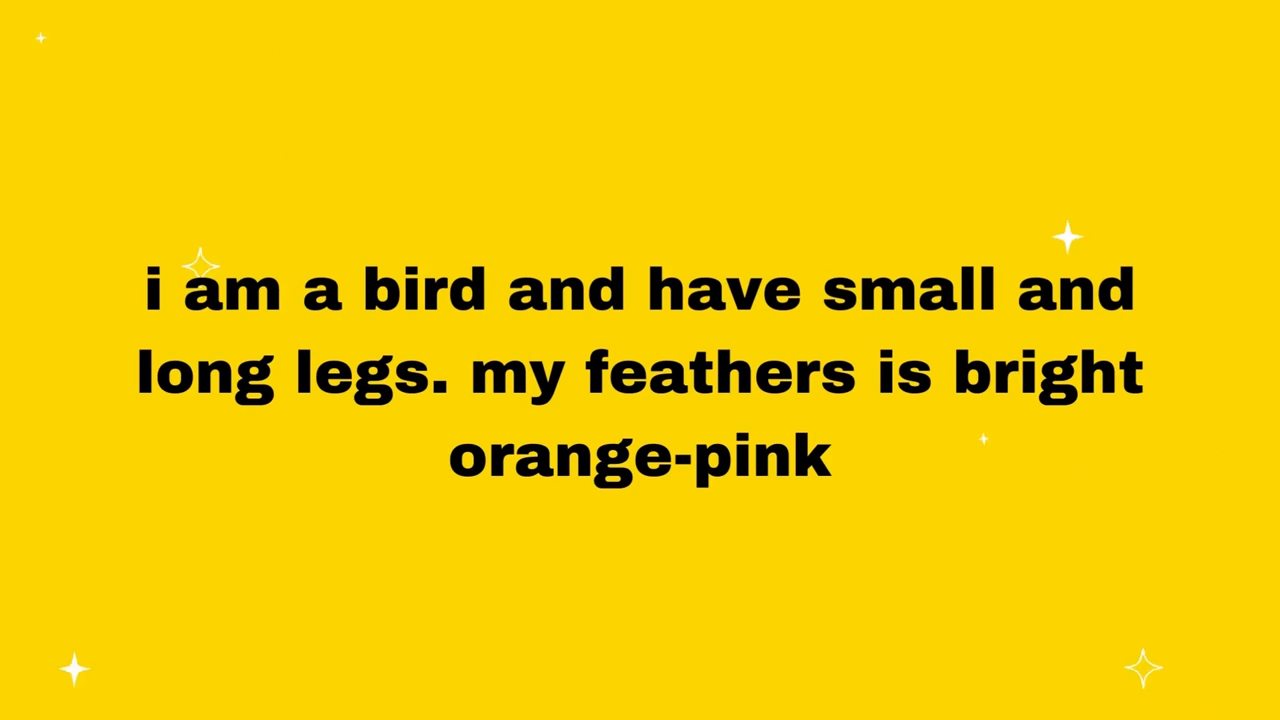 i am a bird and have small and
long legs. my feathers is bright
orange-pink